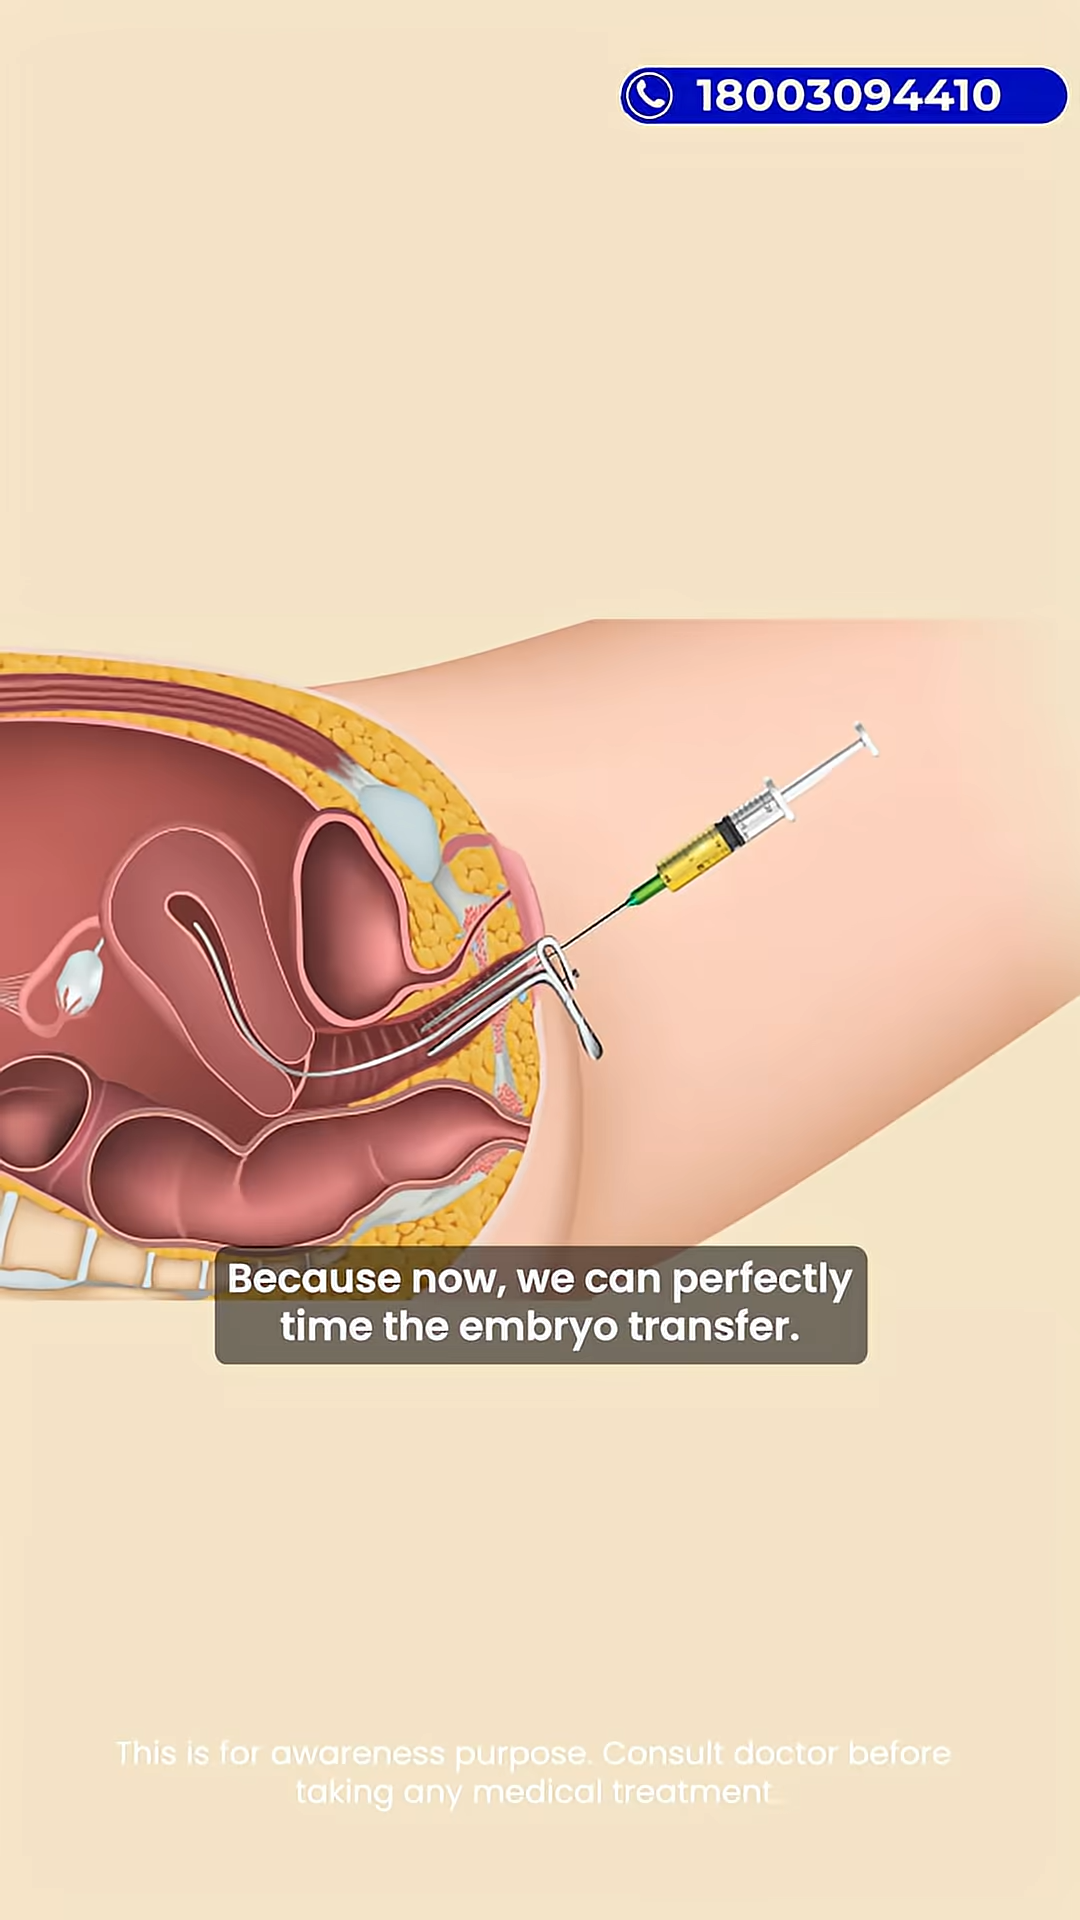 18003094410
Because now, we can perfectly
time the embryo transfer.
This is for awareness purpose. Consult doctor before
taking any medical treatment.